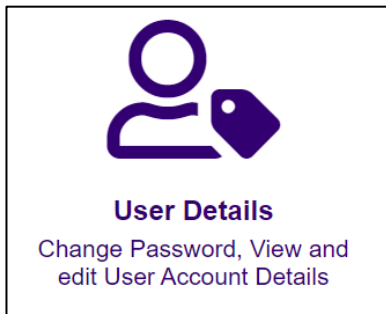 User Details
Change Password, View and
edit User Account Details